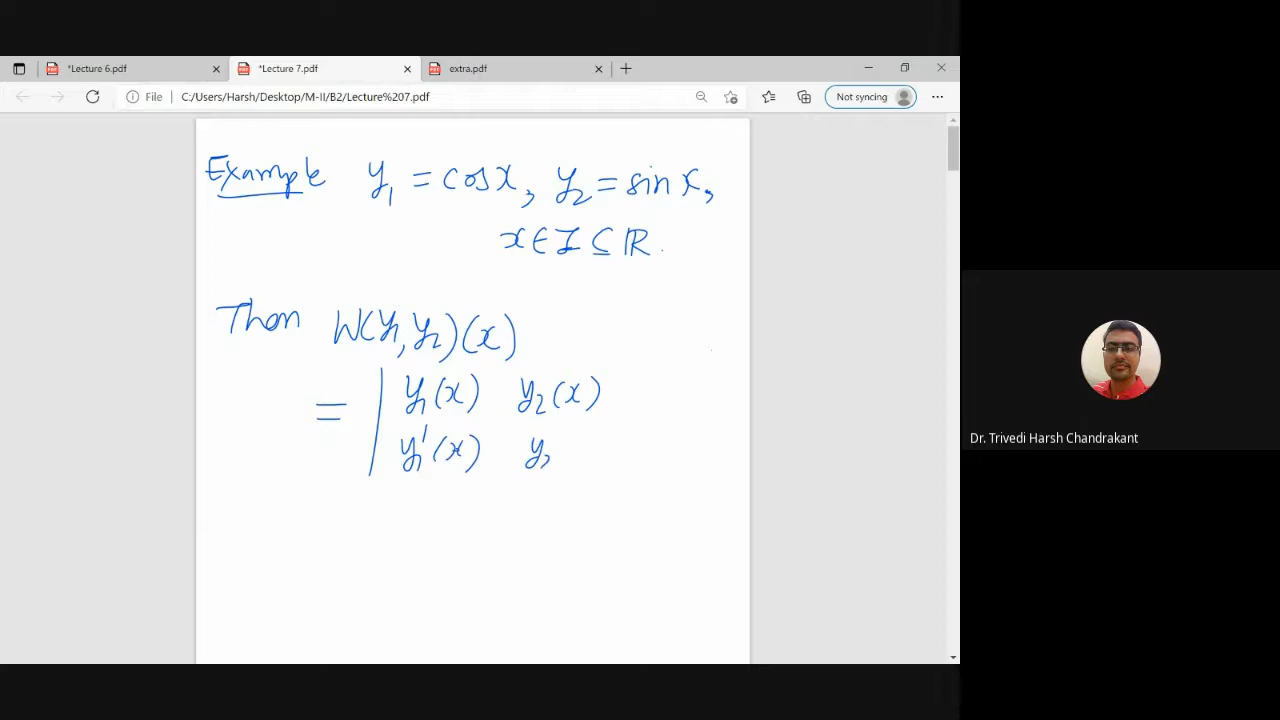 *Lecture 6.pdf
*Lecture 7.pdf
extra.pdf
File
C:/Users/Harsh/Desktop/M-II/B2/Lecture%207.pdf
Not syncing
Example y₁ = cosx, y₂ = sin x,
x ∈ I ⊆ ℝ.
Then W(y₁, y₂)(x)
= | y₁(x) y₂(x)
y₁′(x) y₂
Dr. Trivedi Harsh Chandrakant